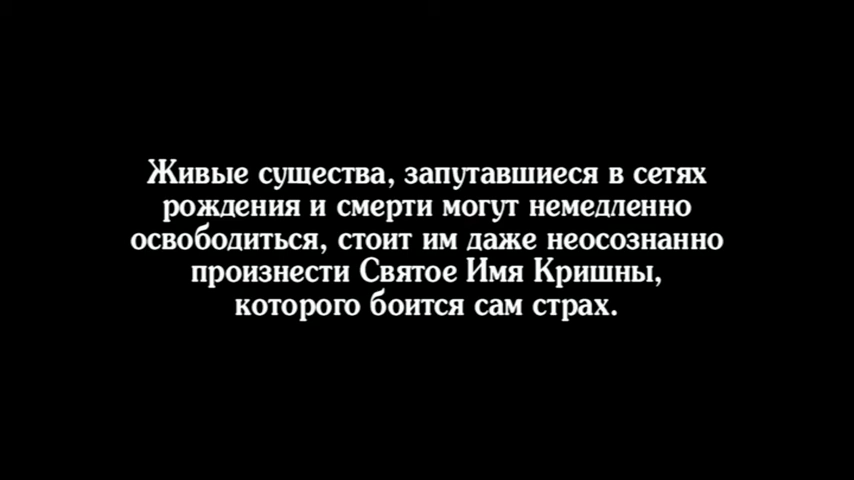 Живые существа, запутавшиеся в сетях
рождения и смерти могут немедленно
освободиться, стоит им даже неосознанно
произнести Святое Имя Кришны,
которого боится сам страх.